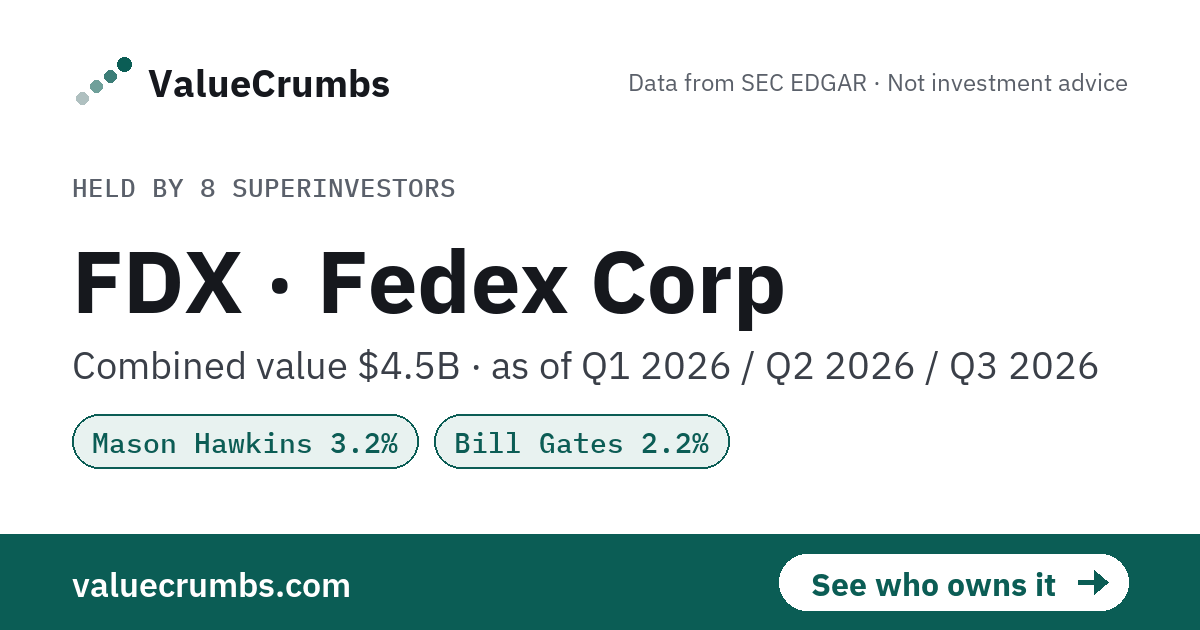 ValueCrumbs
Data from SEC EDGAR · Not investment advice
HELD BY 8 SUPERINVESTORS
FDX · Fedex Corp
Combined value $4.5B · as of Q1 2026 / Q2 2026 / Q3 2026
Mason Hawkins 3.2%
Bill Gates 2.2%
valuecrumbs.com
See who owns it →